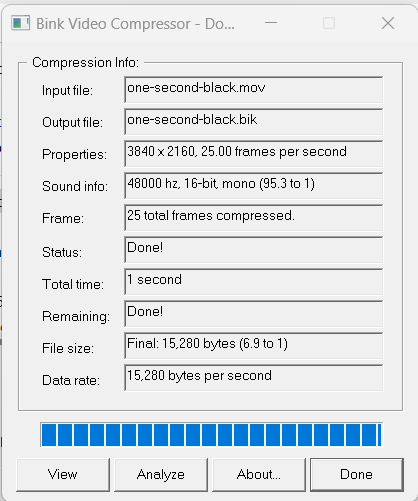 Bink Video Compressor - Do...
Compression Info:
Input file: one-second-black.mov
Output file: one-second-black.bik
Properties: 3840 x 2160, 25.00 frames per second
Sound info: 48000 hz, 16-bit, mono (95.3 to 1)
Frame: 25 total frames compressed.
Status: Done!
Total time: 1 second
Remaining: Done!
File size: Final: 15,280 bytes (6.9 to 1)
Data rate: 15,280 bytes per second
View Analyze About... Done